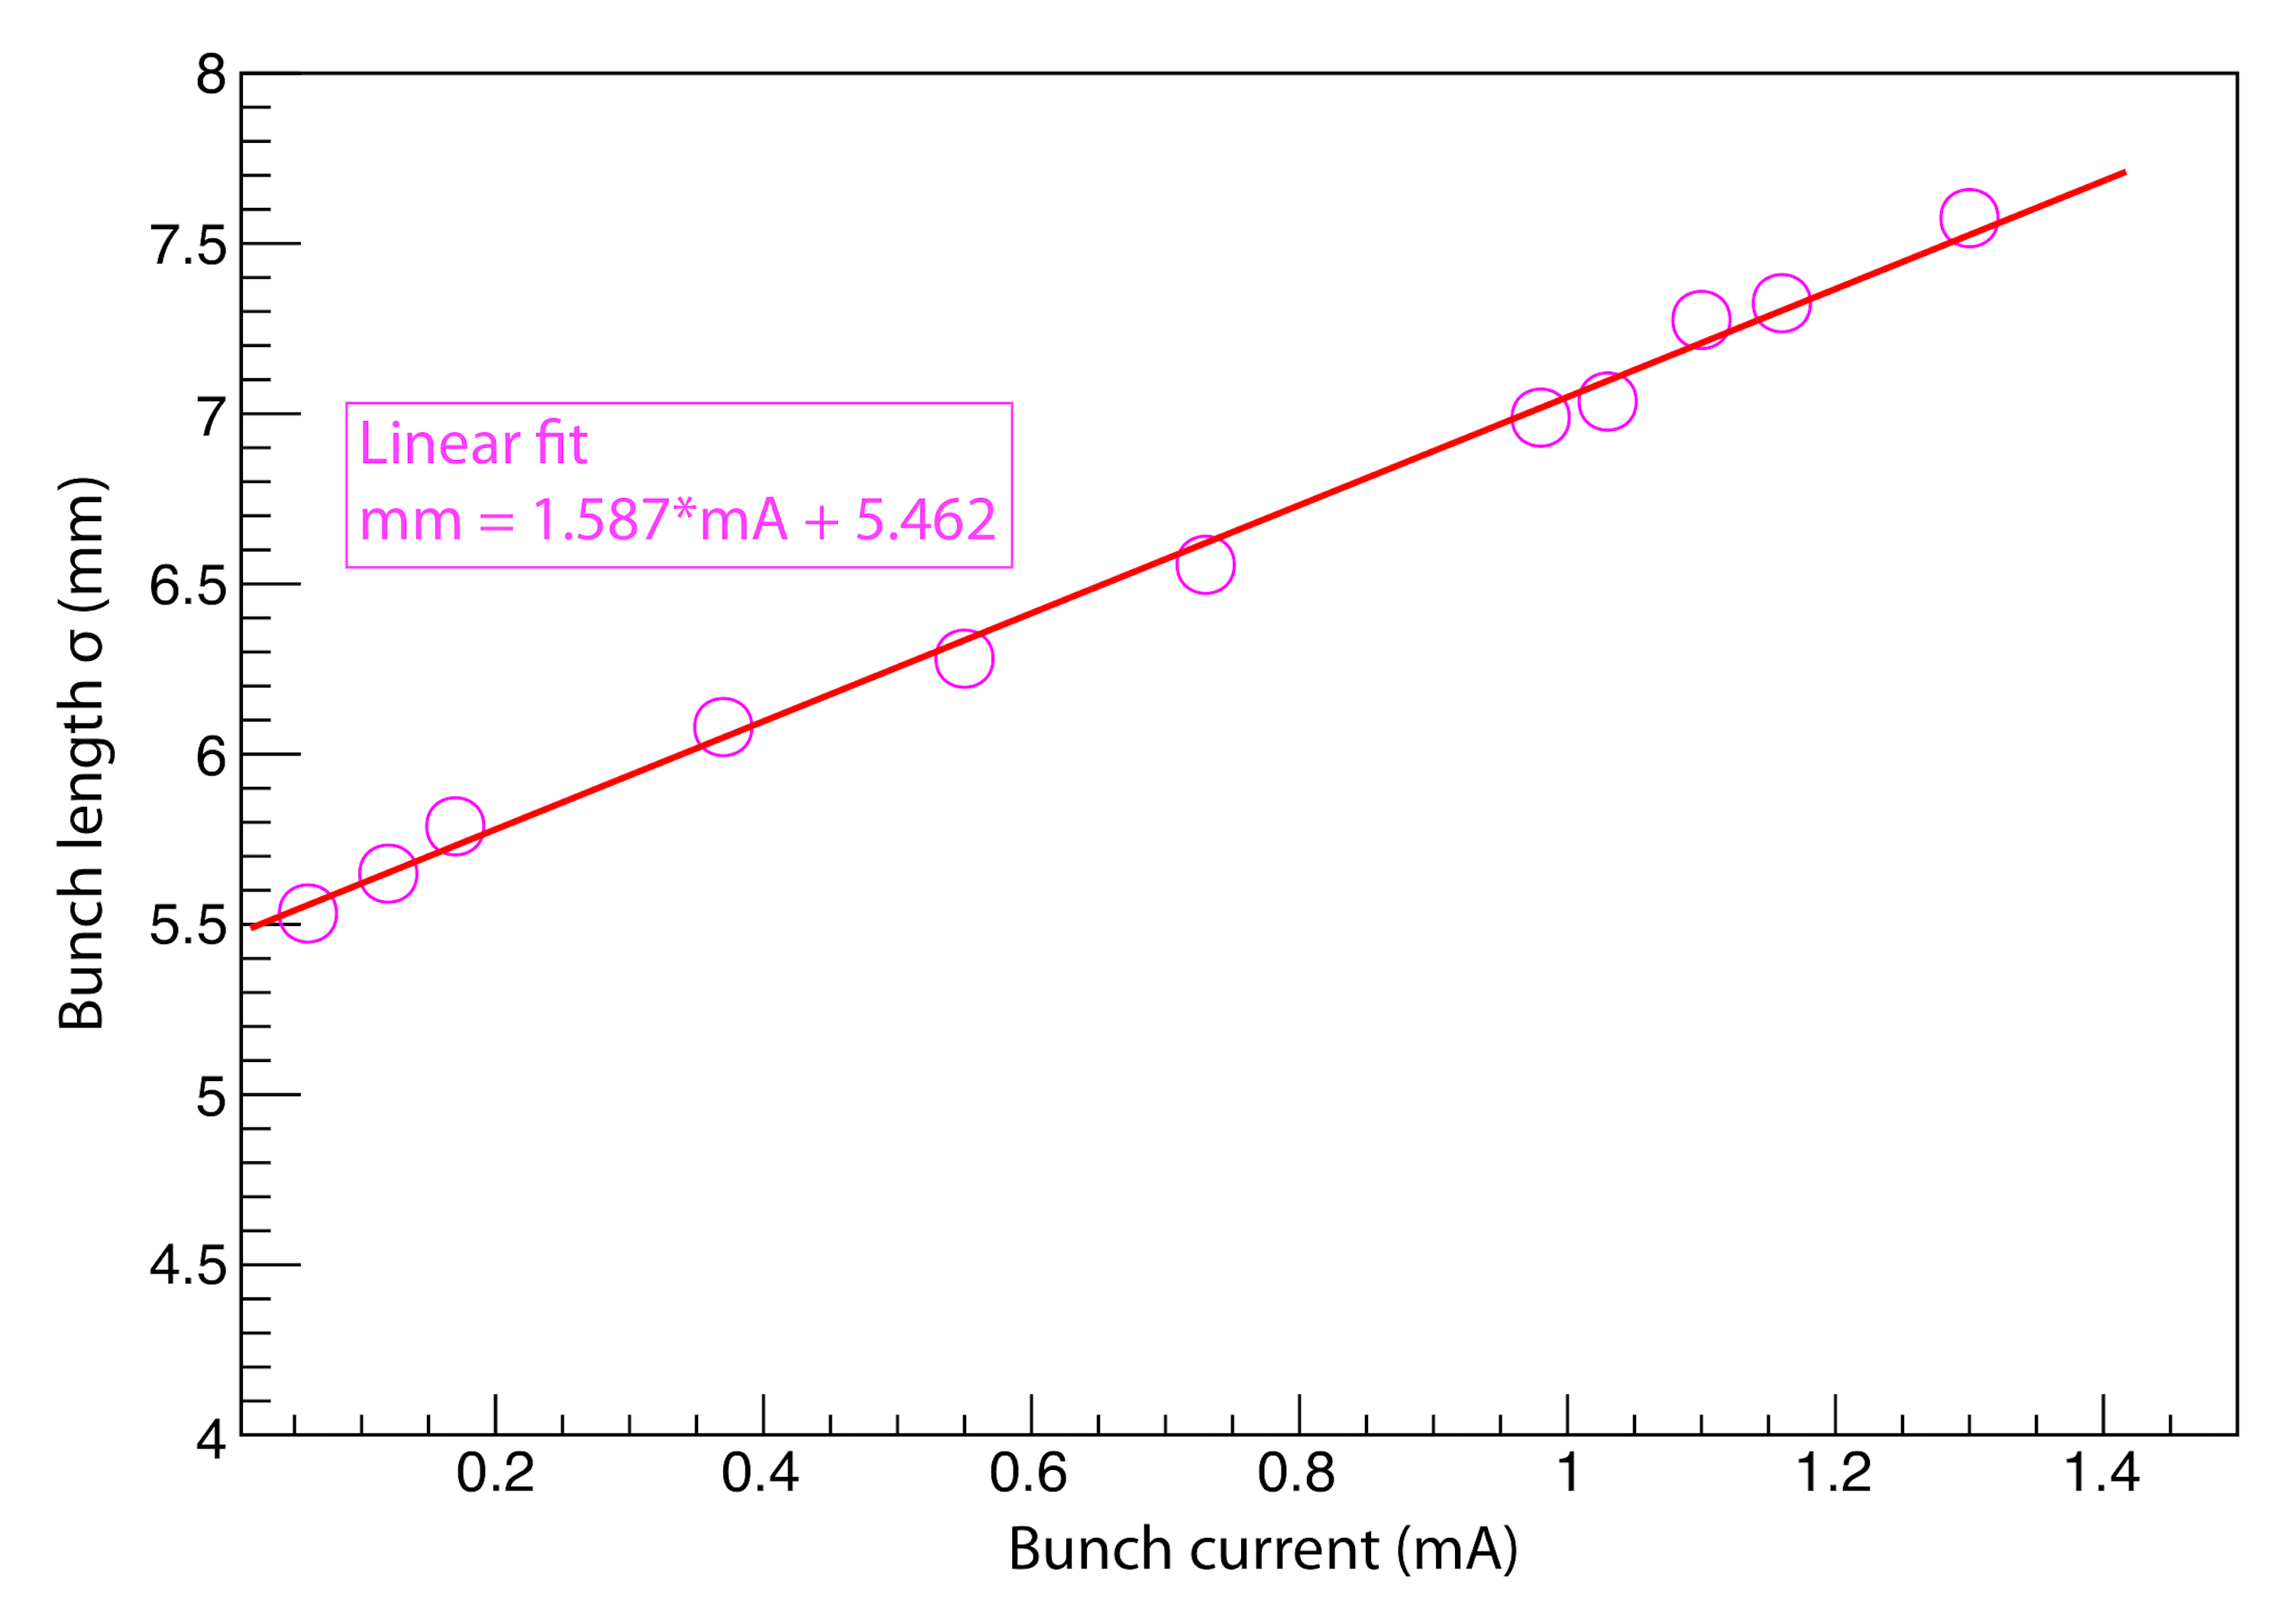 8
7.5
7
Linear fit
mm = 1.587*mA + 5.462
6.5
6
5.5
5
4.5
4
Bunch length σ (mm)
0.2 0.4 0.6 0.8 1 1.2 1.4
Bunch current (mA)